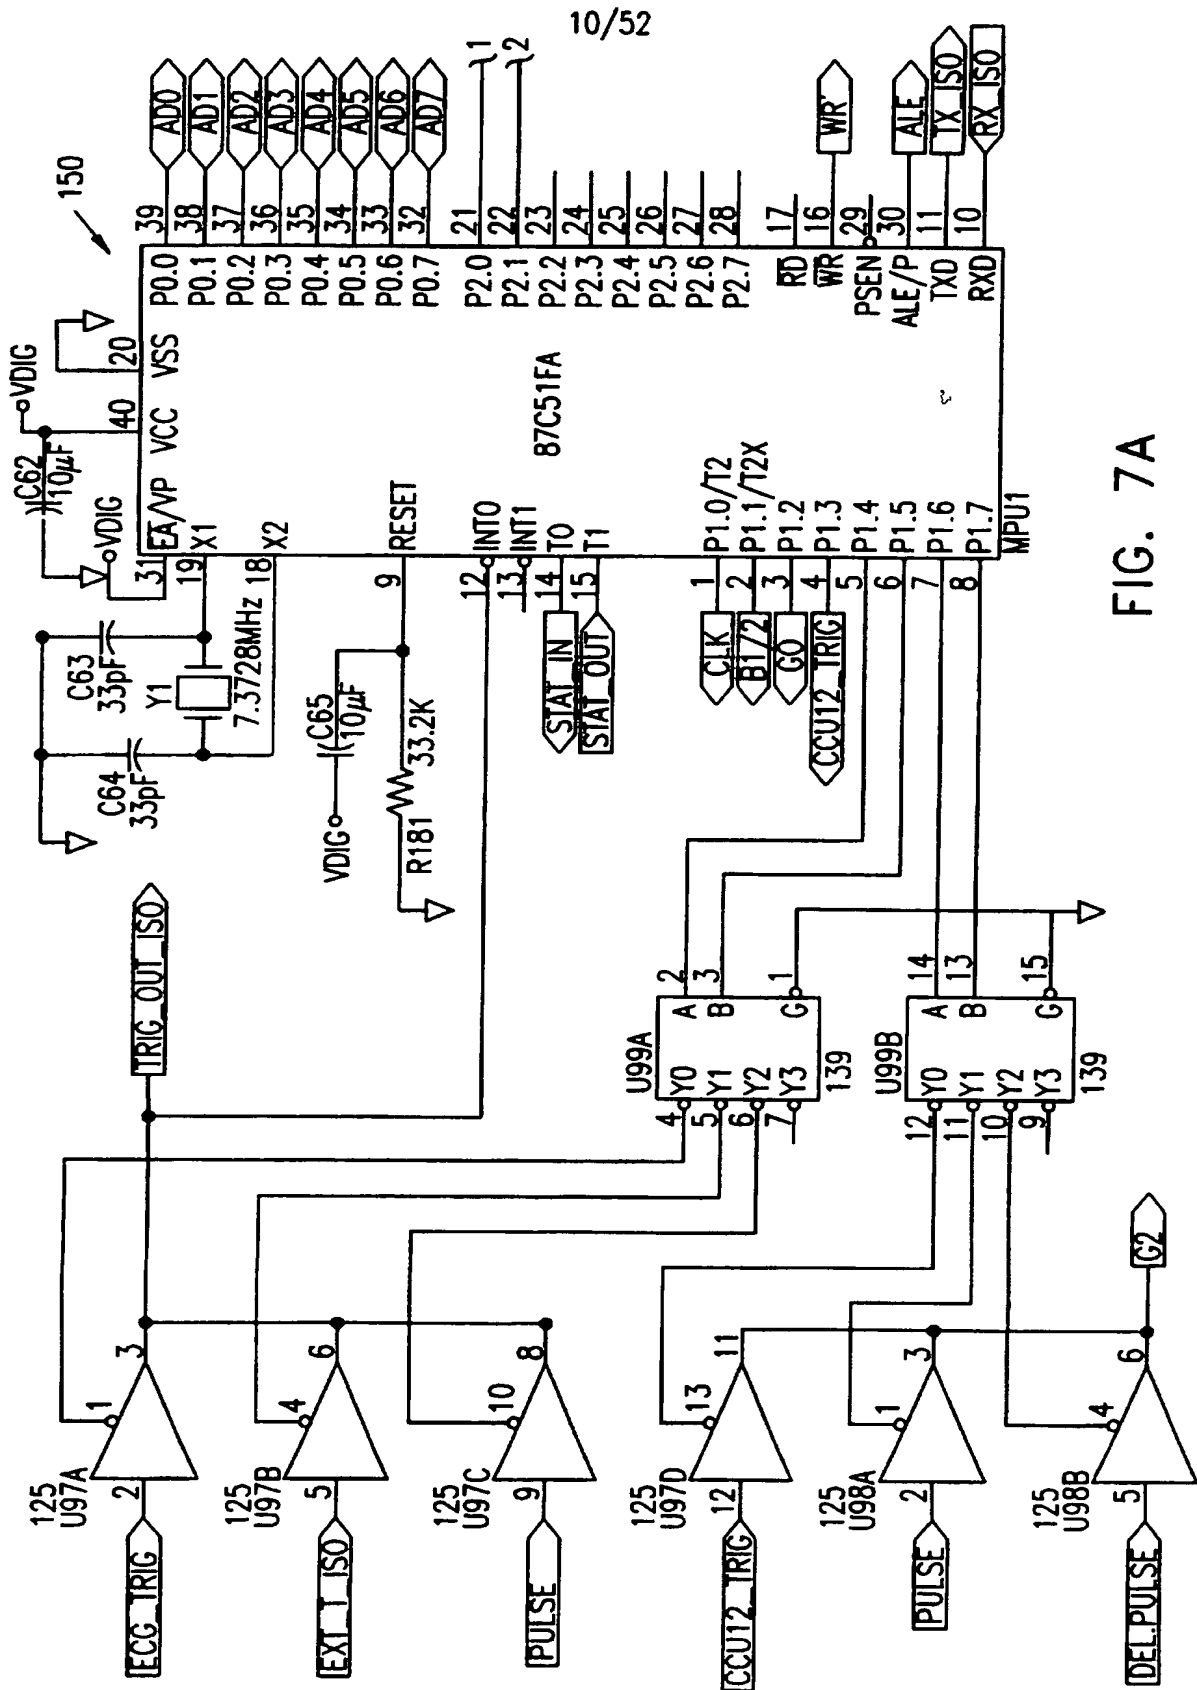 10/52
150
AD0
AD1
AD2
AD3
AD4
AD5
AD6
AD7
1
2
WR
ALE
TX_ISO
RX_ISO
39
38
37
36
35
34
33
32
21
22
23
24
25
26
27
28
17
16
29
30
11
10
P0.0
P0.1
P0.2
P0.3
P0.4
P0.5
P0.6
P0.7
P2.0
P2.1
P2.2
P2.3
P2.4
P2.5
P2.6
P2.7
RD
WR
PSEN
ALE/P
TXD
RXD
20
VSS
VDIG
40
VCC
C62
10µF
VDIG
31
EA/VP
19
X1
18
X2
C63
33pF
Y1
7.3728MHz
C64
33pF
87C51FA
9
RESET
C65
10µF
VDIG
33.2K
R181
12
INT0
13
INT1
14
T0
15
T1
STAT_IN
STAT_OUT
1
P1.0/T2
2
P1.1/T2X
3
P1.2
4
P1.3
5
P1.4
6
P1.5
7
P1.6
8
P1.7
MPU1
CLK
B1/2
GO
CCU12_TRIG
TRIG_OUT_ISO
U99A
2
A
3
B
1
G
4
Y0
5
Y1
6
Y2
7
Y3
139
U99B
14
A
13
B
15
G
12
Y0
11
Y1
10
Y2
9
Y3
139
G2
125
U97A
1
2
3
ECG_TRIG
125
U97B
4
5
6
EXT_T_ISO
125
U97C
10
9
8
PULSE
125
U97D
13
12
11
CCU12_TRIG
125
U98A
1
2
3
PULSE
125
U98B
4
5
6
DEL.PULSE
FIG. 7A